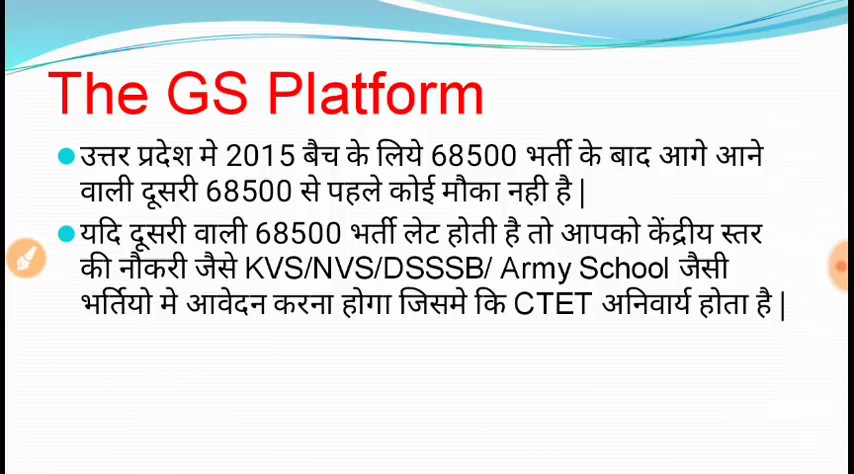 The GS Platform
उत्तर प्रदेश मे 2015 बैच के लिये 68500 भर्ती के बाद आगे आने
वाली दूसरी 68500 से पहले कोई मौका नही है |
यदि दूसरी वाली 68500 भर्ती लेट होती है तो आपको केंद्रीय स्तर
की नौकरी जैसे KVS/NVS/DSSSB/ Army School जैसी
भर्तियो मे आवेदन करना होगा जिसमे कि CTET अनिवार्य होता है |